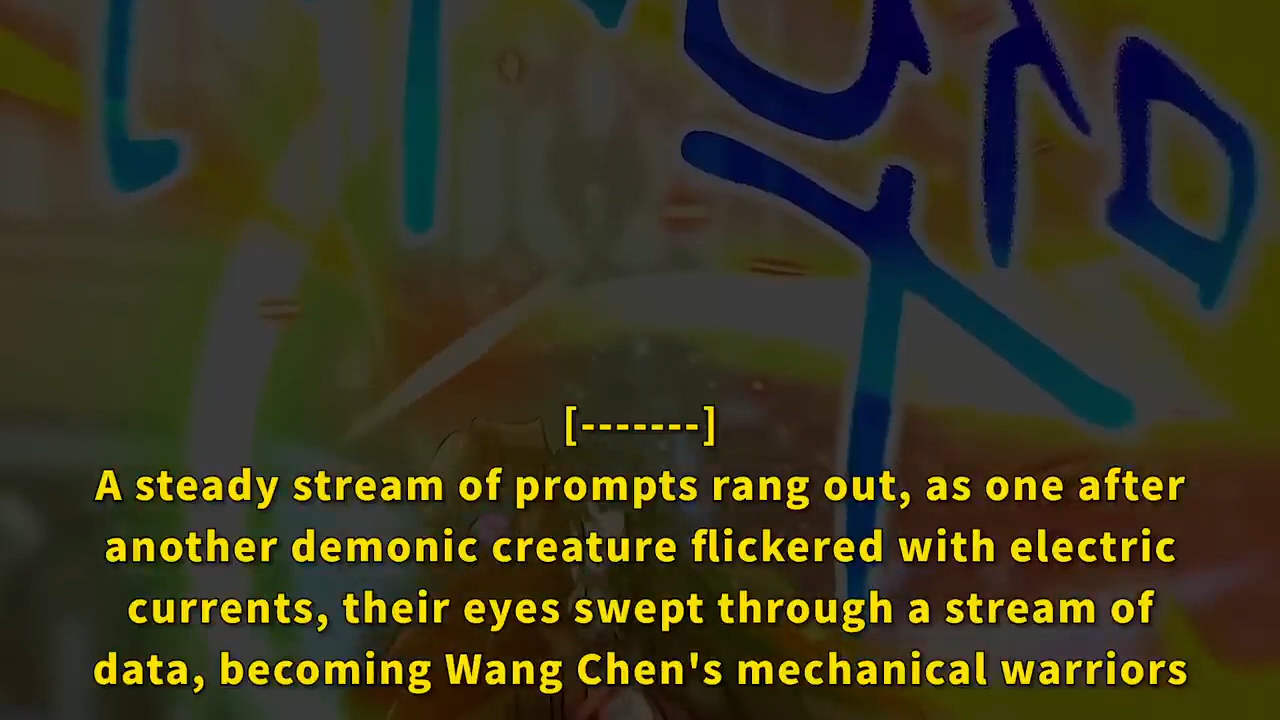 [-------]
A steady stream of prompts rang out, as one after
another demonic creature flickered with electric
currents, their eyes swept through a stream of
data, becoming Wang Chen's mechanical warriors